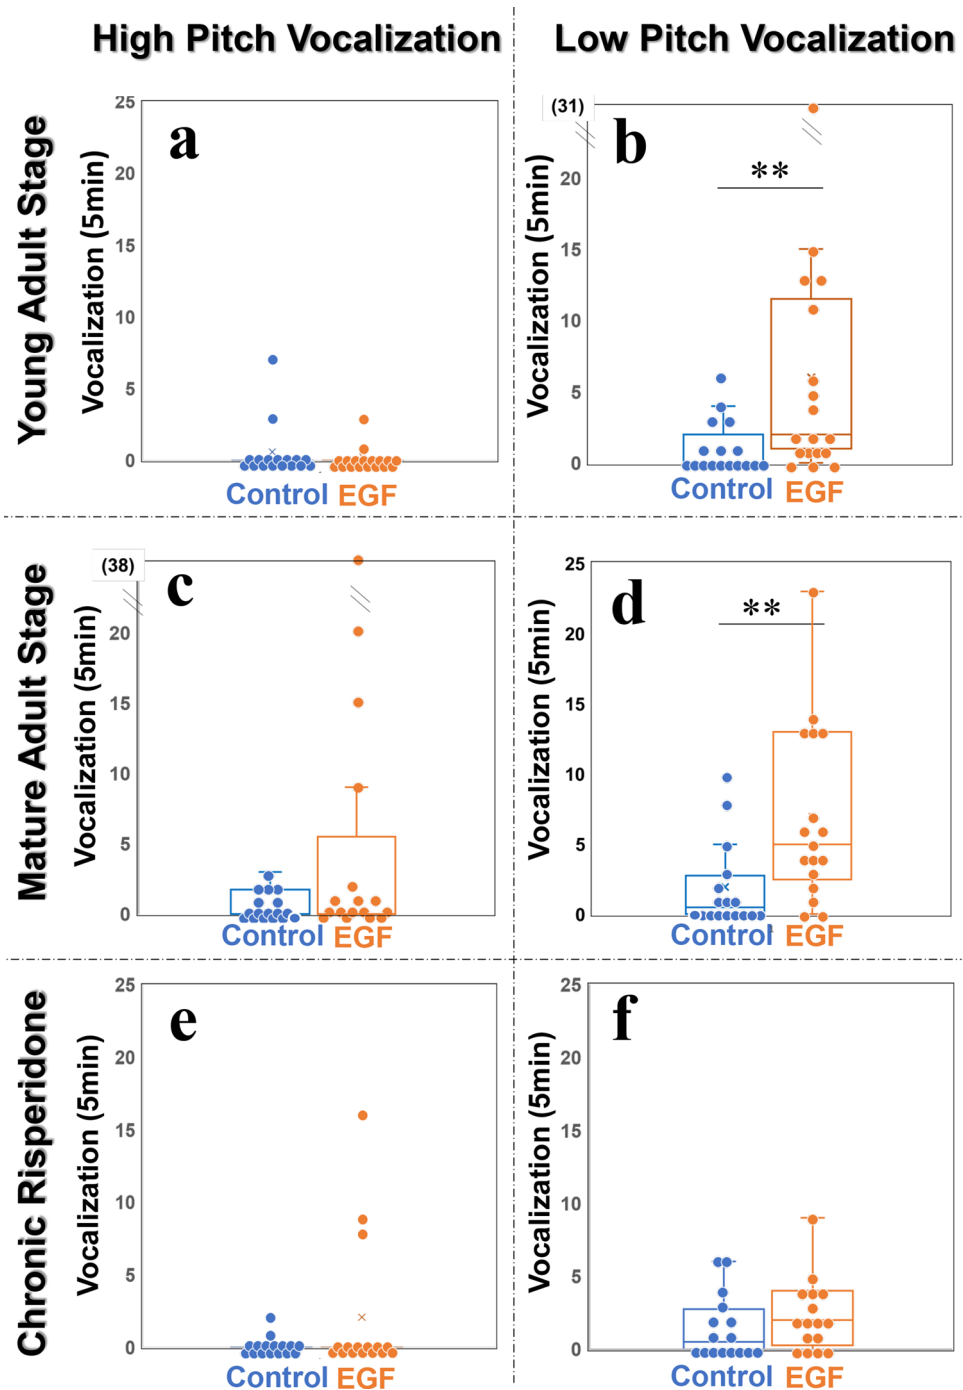 High Pitch Vocalization
Low Pitch Vocalization
Young Adult Stage
Vocalization (5min)
25
20
15
10
5
0
a
Control
EGF
Vocalization (5min)
(31)
20
15
10
5
0
b
**
Control
EGF
Mature Adult Stage
Vocalization (5min)
(38)
20
15
10
5
0
c
Control
EGF
Vocalization (5min)
25
20
15
10
5
0
d
**
Control
EGF
Chronic Risperidone
Vocalization (5min)
25
20
15
10
5
0
e
Control
EGF
Vocalization (5min)
25
20
15
10
5
0
f
Control
EGF